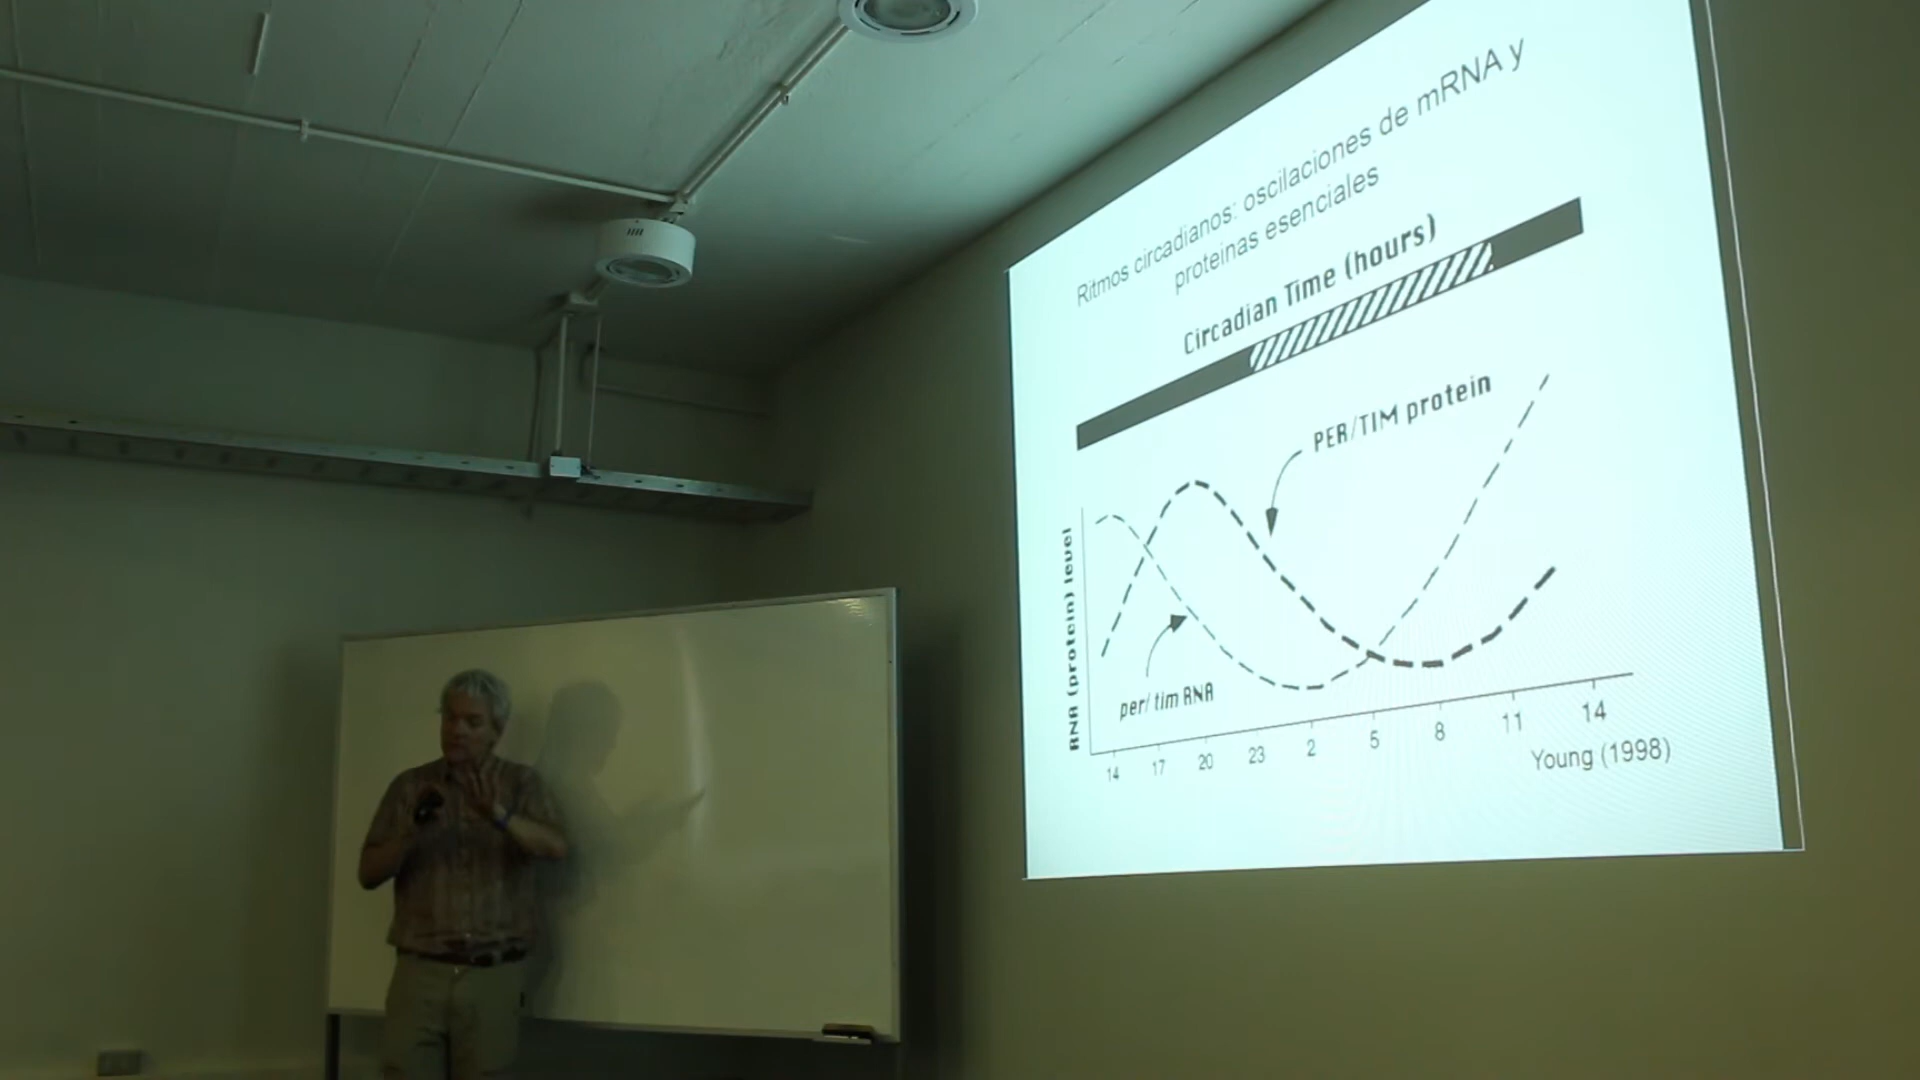 Ritmos circadianos: oscilaciones de mRNA y
proteinas esenciales
Circadian Time (hours)
PER/TIM protein
RNA (protein) level
per/tim RNA
14 17 20 23 2 5 8 11 14
Young (1998)